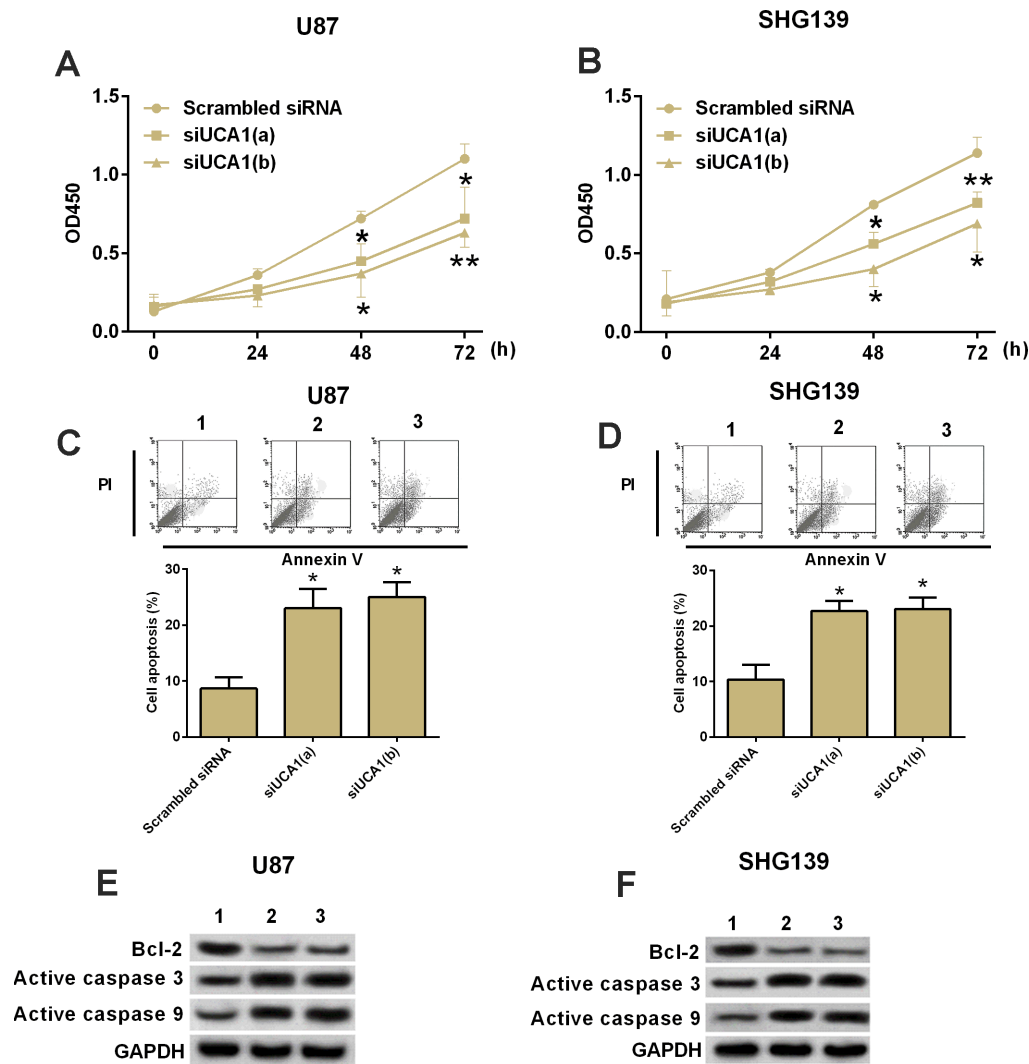 U87
SHG139
A
B
1.5
1.0
0.5
0.0
OD450
Scrambled siRNA
siUCA1(a)
siUCA1(b)
*
*
*
**
0 24 48 72 (h)
1.5
1.0
0.5
0.0
OD450
Scrambled siRNA
siUCA1(a)
siUCA1(b)
*
*
**
*
0 24 48 72 (h)
U87
SHG139
C
1 2 3
PI
Annexin V
D
1 2 3
PI
Annexin V
30
20
10
0
Cell apoptosis (%)
* *
Scrambled siRNA
siUCA1(a)
siUCA1(b)
30
20
10
0
Cell apoptosis (%)
* *
Scrambled siRNA
siUCA1(a)
siUCA1(b)
U87
SHG139
E
1 2 3
Bcl-2
Active caspase 3
Active caspase 9
GAPDH
F
1 2 3
Bcl-2
Active caspase 3
Active caspase 9
GAPDH